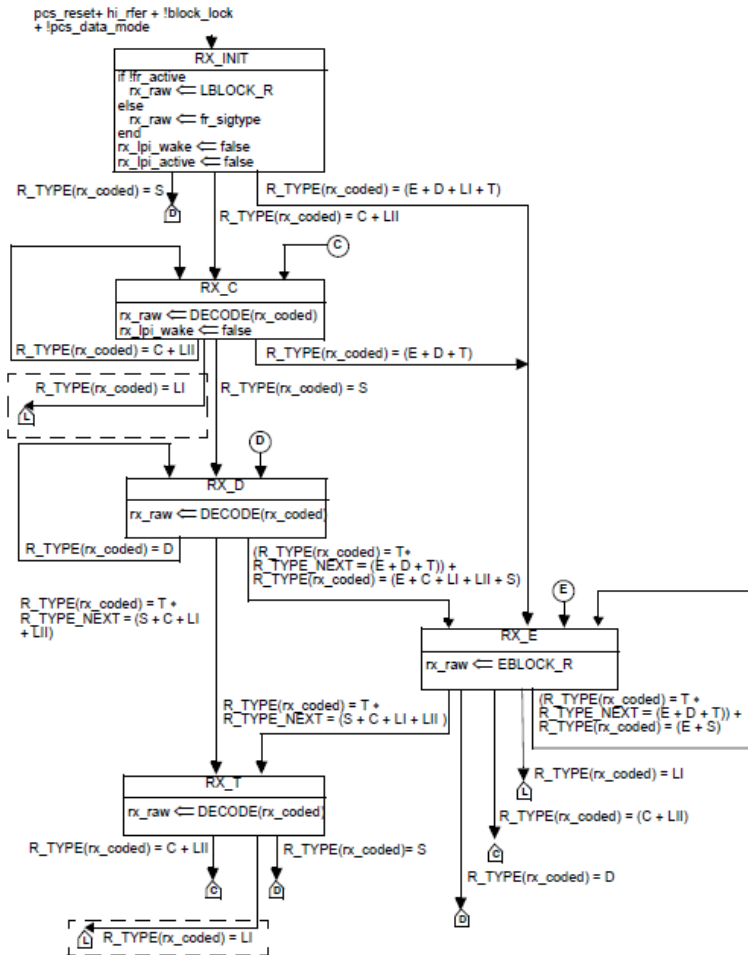 pcs_reset+ hi_rfer + !block_lock
+ !pcs_data_mode
RX_INIT
if !fr_active
rx_raw ⇐ LBLOCK_R
else
rx_raw ⇐ fr_sigtype
end
rx_lpi_wake ⇐ false
rx_lpi_active ⇐ false
R_TYPE(rx_coded) = S
D
R_TYPE(rx_coded) = (E + D + LI + T)
R_TYPE(rx_coded) = C + LII
C
RX_C
rx_raw ⇐ DECODE(rx_coded)
rx_lpi_wake ⇐ false
R_TYPE(rx_coded) = C + LII
R_TYPE(rx_coded) = (E + D + T)
R_TYPE(rx_coded) = LI
L
R_TYPE(rx_coded) = S
D
RX_D
rx_raw ⇐ DECODE(rx_coded)
R_TYPE(rx_coded) = D
(R_TYPE(rx_coded) = T*
R_TYPE_NEXT = (E + D + T)) +
R_TYPE(rx_coded) = (E + C + LI + LII + S)
R_TYPE(rx_coded) = T *
R_TYPE_NEXT = (S + C + LI
+ LII)
E
RX_E
rx_raw ⇐ EBLOCK_R
R_TYPE(rx_coded) = T*
R_TYPE_NEXT = (S + C + LI + LII )
(R_TYPE(rx_coded) = T*
R_TYPE_NEXT = (E + D + T)) +
R_TYPE(rx_coded) = (E + S)
R_TYPE(rx_coded) = LI
L
RX_T
rx_raw ⇐ DECODE(rx_coded)
R_TYPE(rx_coded) = (C + LII)
C
R_TYPE(rx_coded) = C + LII
R_TYPE(rx_coded)= S
C
D
R_TYPE(rx_coded) = D
D
L
R_TYPE(rx_coded) = LI